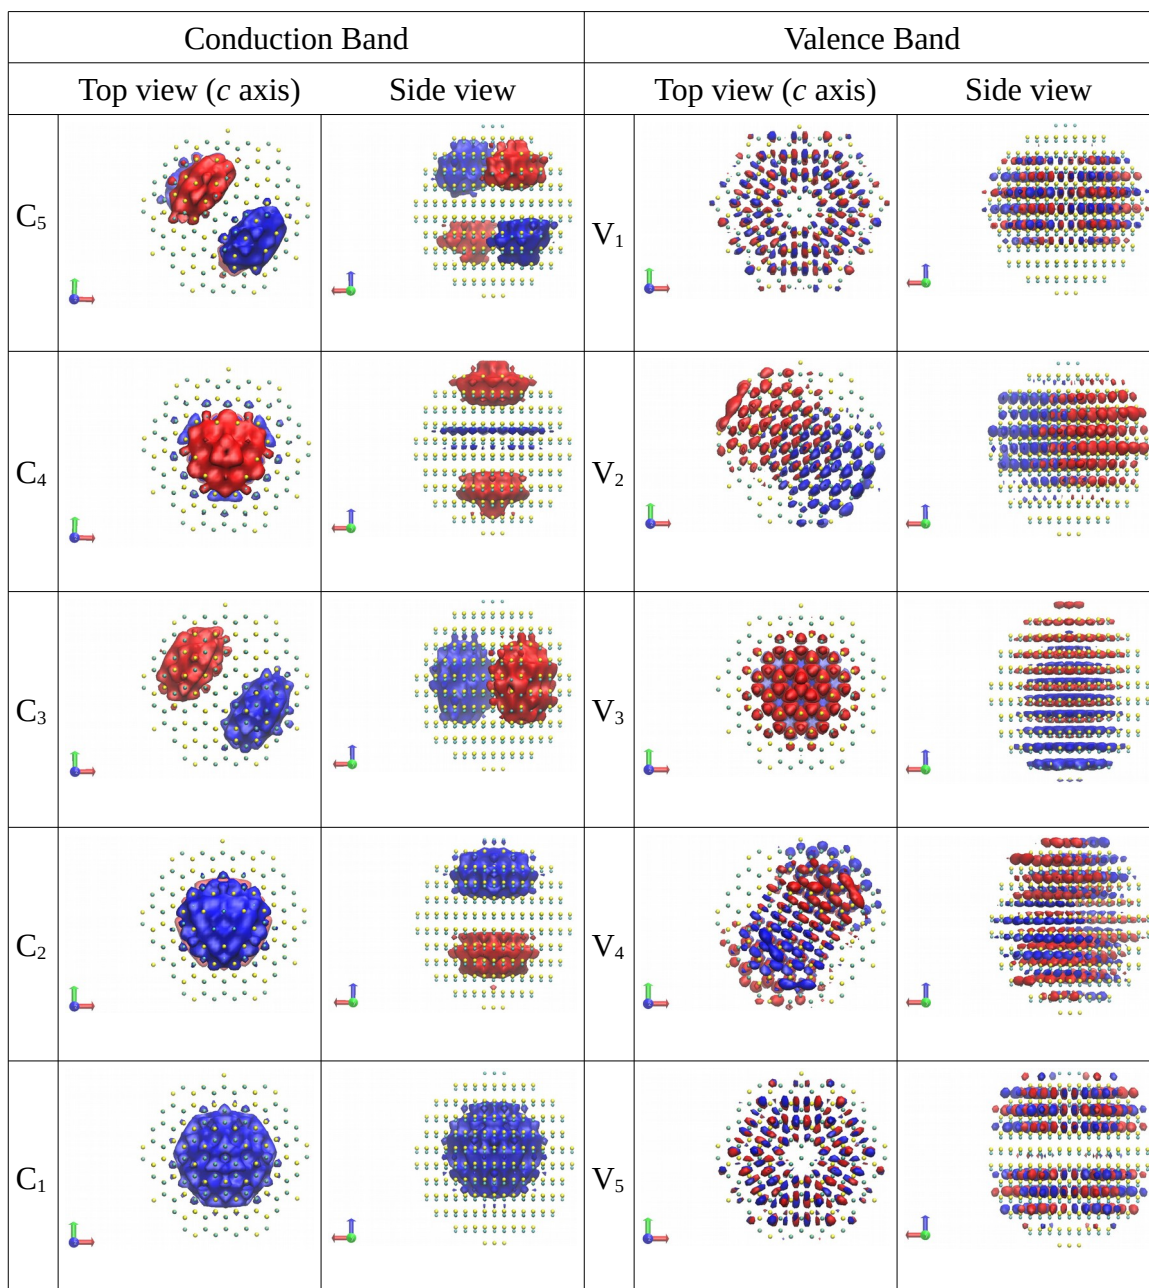 Conduction Band
Valence Band
Top view (c axis)
Side view
Top view (c axis)
Side view
C5
V1
C4
V2
C3
V3
C2
V4
C1
V5